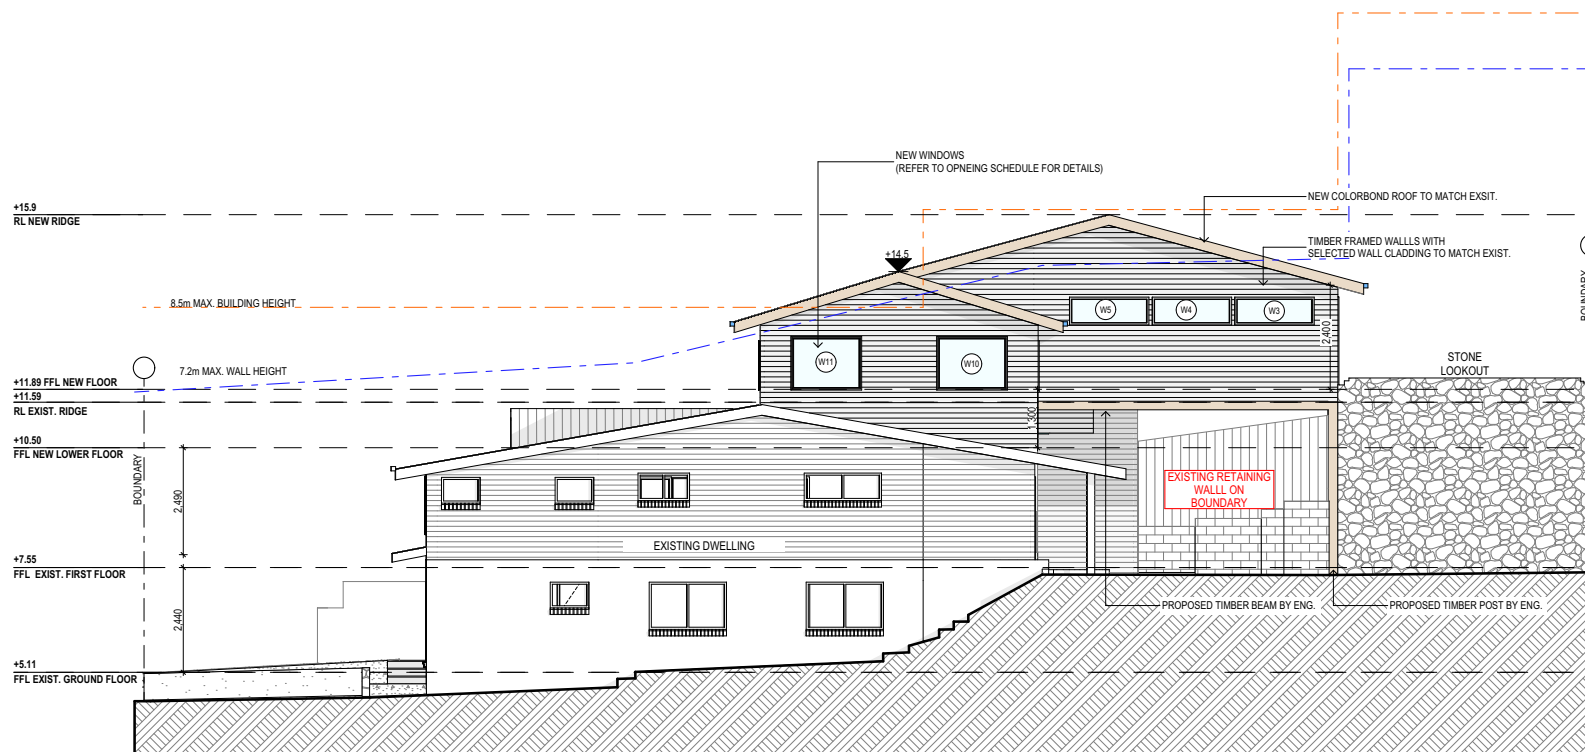 NEW WINDOWS
(REFER TO OPNEING SCHEDULE FOR DETAILS)
NEW COLORBOND ROOF TO MATCH EXSIT.
+15.9
RL NEW RIDGE
TIMBER FRAMED WALLLS WITH
SELECTED WALL CLADDING TO MATCH EXIST.
+14.5
BOUNDARY
8.5m MAX. BUILDING HEIGHT
W5
W4
W3
2,400
W11
W10
STONE
LOOKOUT
7.2m MAX. WALL HEIGHT
+11.89 FFL NEW FLOOR
+11.59
RL EXIST. RIDGE
1,300
+10.50
FFL NEW LOWER FLOOR
BOUNDARY
2,490
EXISTING RETAINING
WALLL ON
BOUNDARY
EXISTING DWELLING
+7.55
FFL EXIST. FIRST FLOOR
2,440
PROPOSED TIMBER BEAM BY ENG.
PROPOSED TIMBER POST BY ENG.
+5.11
FFL EXIST. GROUND FLOOR